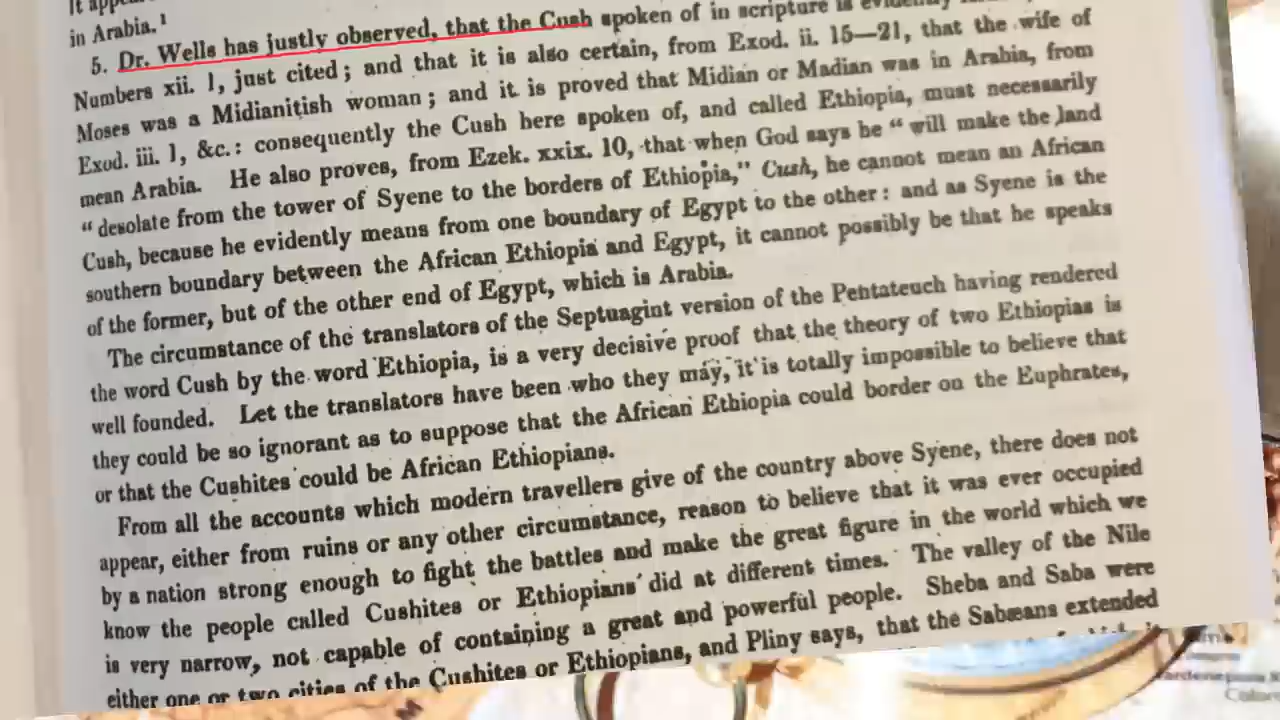 in Arabia.¹
5. Dr. Wells has justly observed, that the Cush spoken of in scripture is evidently
Numbers xii. 1, just cited; and that it is also certain, from Exod. ii. 15—21, that the wife of
Moses was a Midianitish woman; and it is proved that Midian or Madian was in Arabia, from
Exod. iii. 1, &c.: consequently the Cush here spoken of, and called Ethiopia, must necessarily
mean Arabia. He also proves, from Ezek. xxix. 10, that when God says he “ will make the land
“ desolate from the tower of Syene to the borders of Ethiopia,” Cush, he cannot mean an African
Cush, because he evidently means from one boundary of Egypt to the other: and as Syene is the
southern boundary between the African Ethiopia and Egypt, it cannot possibly be that he speaks
of the former, but of the other end of Egypt, which is Arabia.
The circumstance of the translators of the Septuagint version of the Pentateuch having rendered
the word Cush by the word Ethiopia, is a very decisive proof that the theory of two Ethiopias is
well founded. Let the translators have been who they may, it is totally impossible to believe that
they could be so ignorant as to suppose that the African Ethiopia could border on the Euphrates,
or that the Cushites could be African Ethiopians.
From all the accounts which modern travellers give of the country above Syene, there does not
appear, either from ruins or any other circumstance, reason to believe that it was ever occupied
by a nation strong enough to fight the battles and make the great figure in the world which we
know the people called Cushites or Ethiopians did at different times. The valley of the Nile
is very narrow, not capable of containing a great and powerful people. Sheba and Saba were
either one or two cities of the Cushites or Ethiopians, and Pliny says, that the Sabæans extended